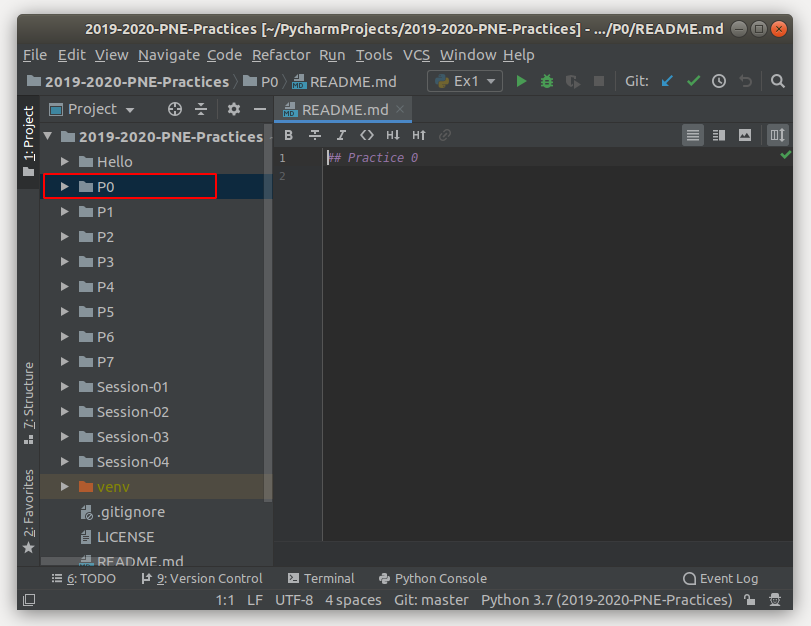 2019-2020-PNE-Practices [~/PycharmProjects/2019-2020-PNE-Practices] - .../P0/README.md
File Edit View Navigate Code Refactor Run Tools VCS Window Help
2019-2020-PNE-Practices P0 README.md Ex1 Git:
Project README.md
1: Project
2019-2020-PNE-Practices
Hello
P0
P1
P2
P3
P4
P5
P6
P7
Session-01
Session-02
Session-03
Session-04
venv
.gitignore
LICENSE
README.md
B I <> H↓ H↑
1 ## Practice 0
2
7: Structure
2: Favorites
6: TODO 9: Version Control Terminal Python Console Event Log
1:1 LF UTF-8 4 spaces Git: master Python 3.7 (2019-2020-PNE-Practices)